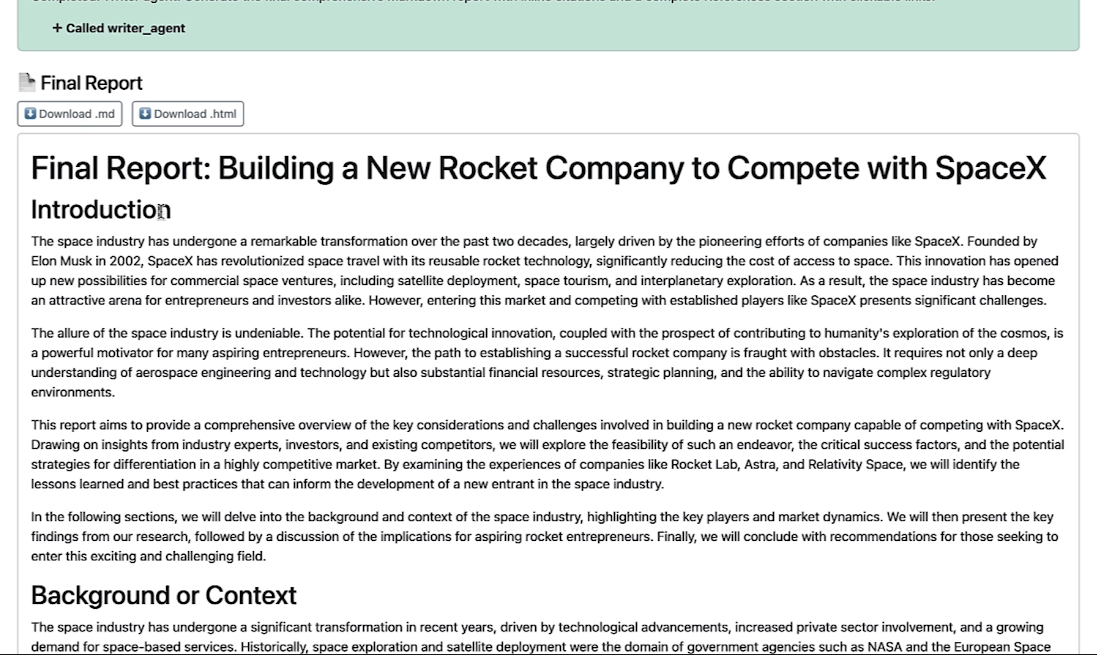 Completed: Writer agent: Generate the final comprehensive markdown report with inline citations and a complete References section with clickable links.
+ Called writer_agent
Final Report
Download .md Download .html
Final Report: Building a New Rocket Company to Compete with SpaceX
Introduction
The space industry has undergone a remarkable transformation over the past two decades, largely driven by the pioneering efforts of companies like SpaceX. Founded by
Elon Musk in 2002, SpaceX has revolutionized space travel with its reusable rocket technology, significantly reducing the cost of access to space. This innovation has opened
up new possibilities for commercial space ventures, including satellite deployment, space tourism, and interplanetary exploration. As a result, the space industry has become
an attractive arena for entrepreneurs and investors alike. However, entering this market and competing with established players like SpaceX presents significant challenges.
The allure of the space industry is undeniable. The potential for technological innovation, coupled with the prospect of contributing to humanity's exploration of the cosmos, is
a powerful motivator for many aspiring entrepreneurs. However, the path to establishing a successful rocket company is fraught with obstacles. It requires not only a deep
understanding of aerospace engineering and technology but also substantial financial resources, strategic planning, and the ability to navigate complex regulatory
environments.
This report aims to provide a comprehensive overview of the key considerations and challenges involved in building a new rocket company capable of competing with SpaceX.
Drawing on insights from industry experts, investors, and existing competitors, we will explore the feasibility of such an endeavor, the critical success factors, and the potential
strategies for differentiation in a highly competitive market. By examining the experiences of companies like Rocket Lab, Astra, and Relativity Space, we will identify the
lessons learned and best practices that can inform the development of a new entrant in the space industry.
In the following sections, we will delve into the background and context of the space industry, highlighting the key players and market dynamics. We will then present the key
findings from our research, followed by a discussion of the implications for aspiring rocket entrepreneurs. Finally, we will conclude with recommendations for those seeking to
enter this exciting and challenging field.
Background or Context
The space industry has undergone a significant transformation in recent years, driven by technological advancements, increased private sector involvement, and a growing
demand for space-based services. Historically, space exploration and satellite deployment were the domain of government agencies such as NASA and the European Space